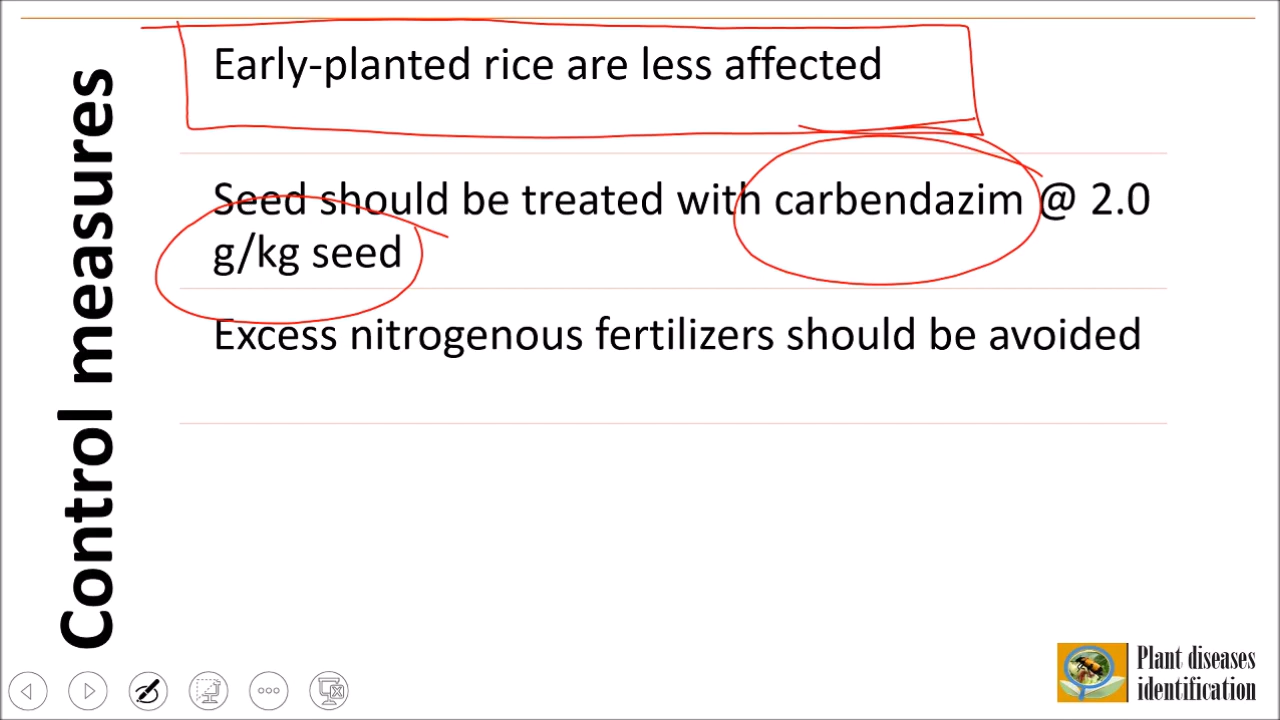 Control measures
Early-planted rice are less affected
Seed should be treated with carbendazim @ 2.0
g/kg seed
Excess nitrogenous fertilizers should be avoided
Plant diseases
identification